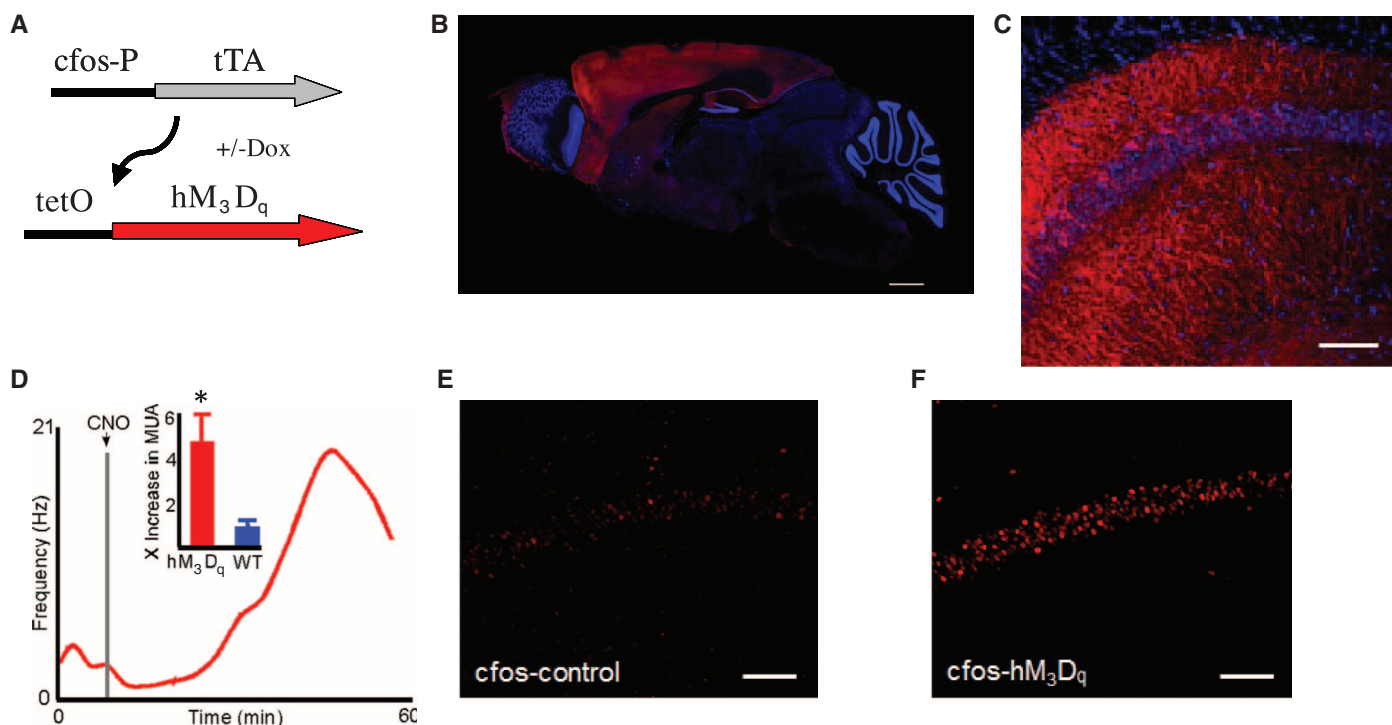 A
cfos-P tTA
+/-Dox
tetO hM3Dq
B
C
D
21
CNO
*
6
4
2
X Increase in MUA
hM3Dq WT
Frequency (Hz)
0
0 Time (min) 60
E
cfos-control
F
cfos-hM3Dq